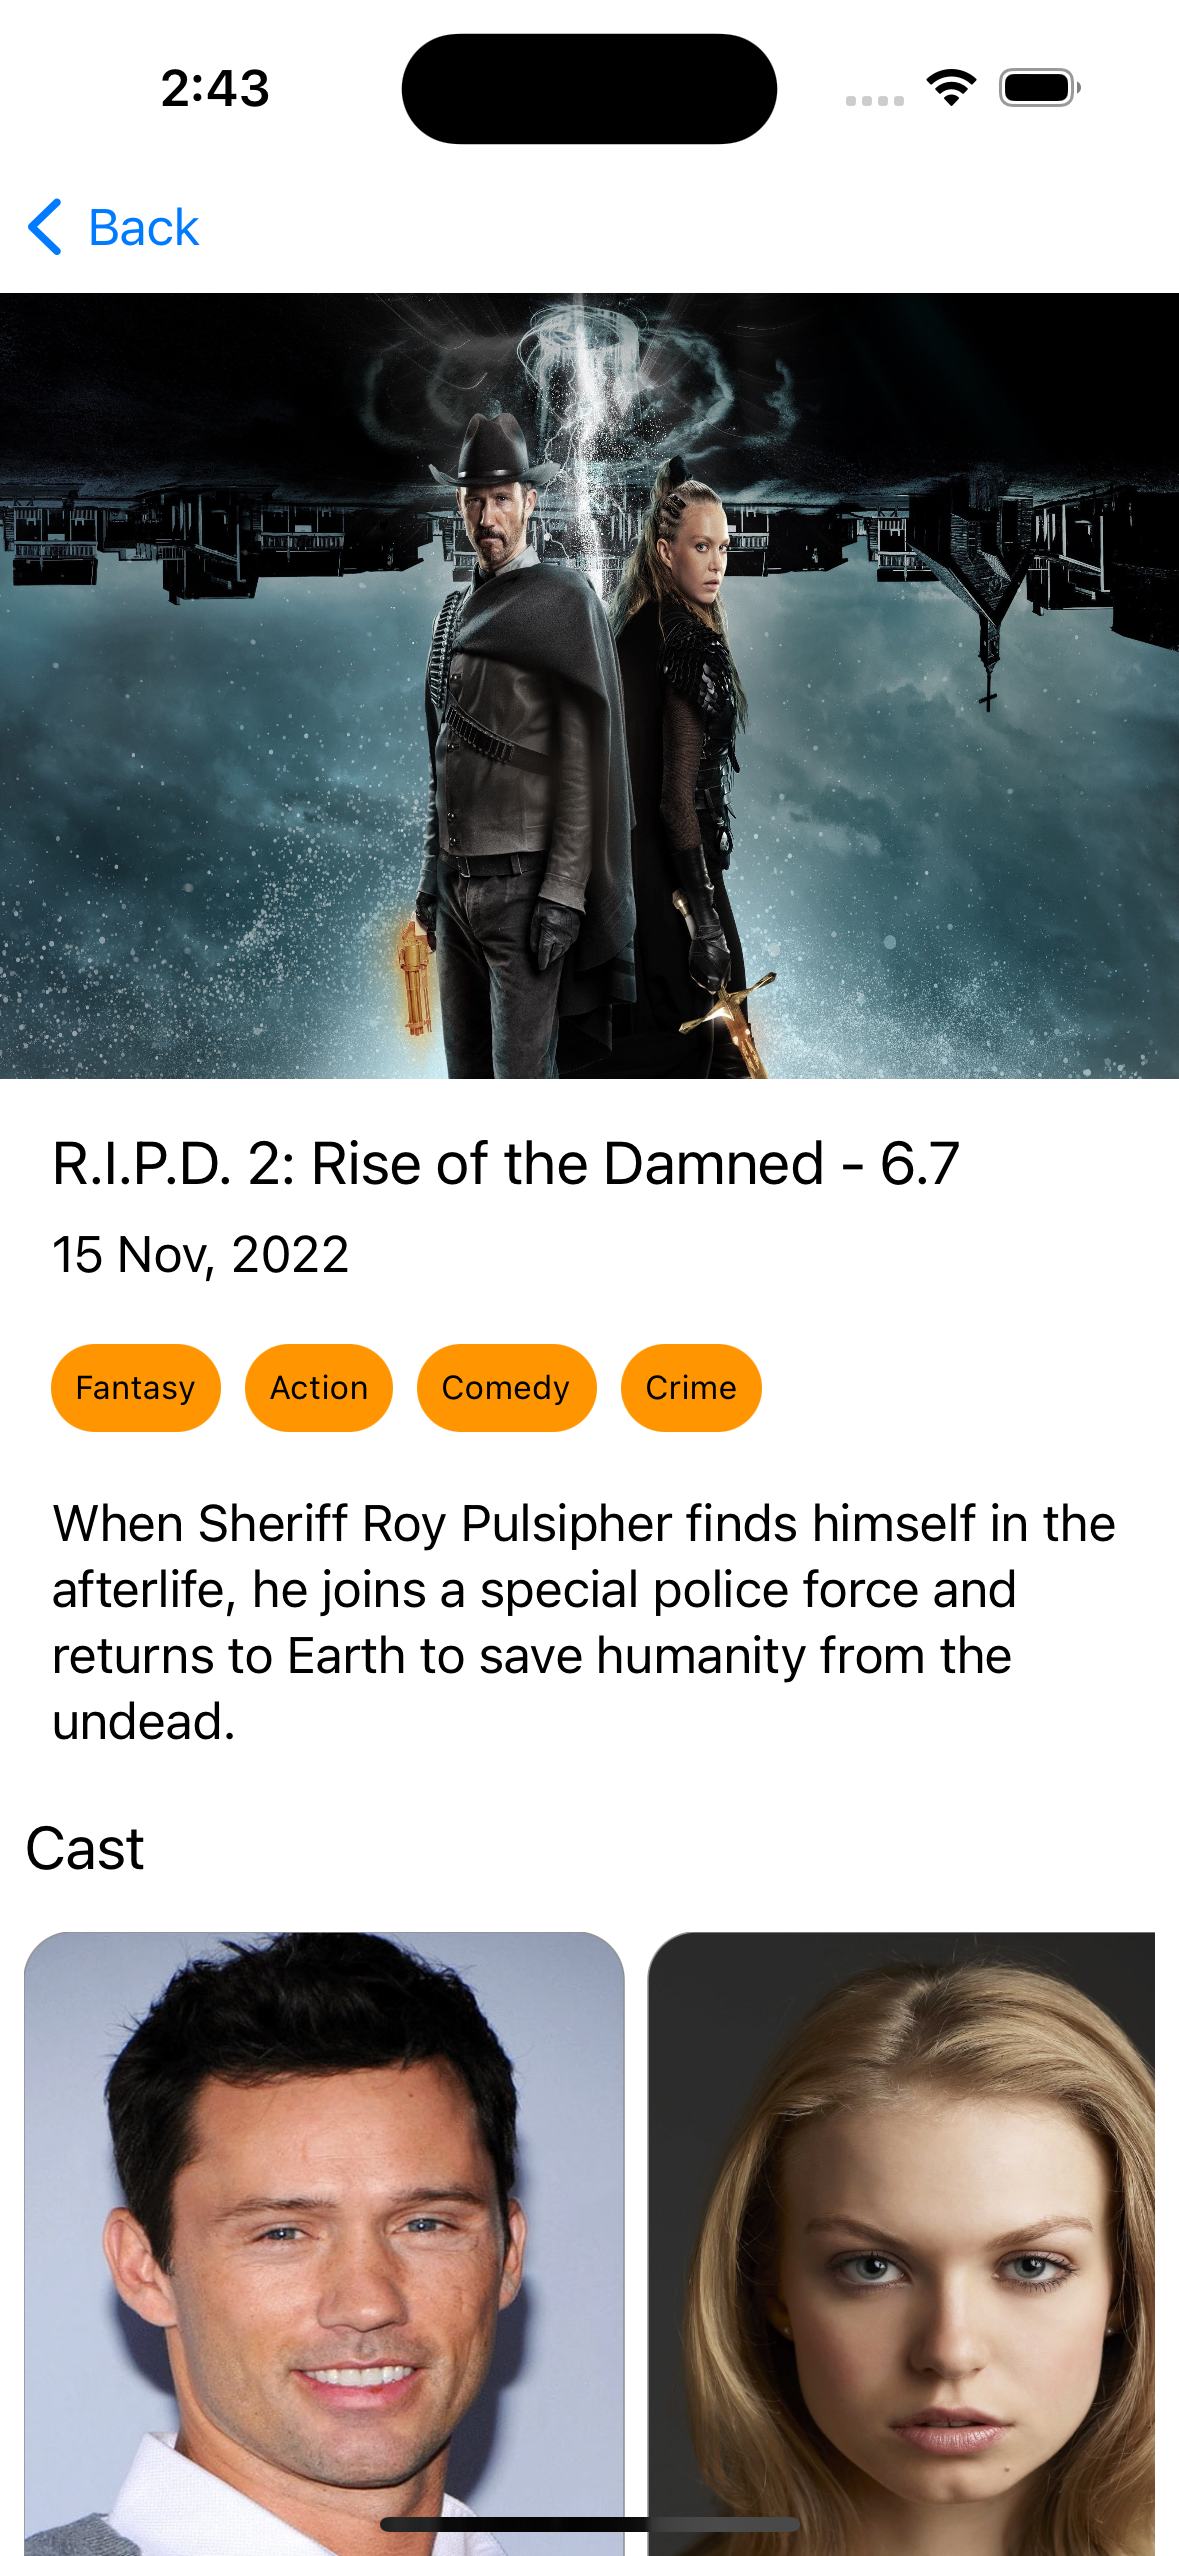 2:43
Back
R.I.P.D. 2: Rise of the Damned - 6.7
15 Nov, 2022
Fantasy
Action
Comedy
Crime
When Sheriff Roy Pulsipher finds himself in the
afterlife, he joins a special police force and
returns to Earth to save humanity from the
undead.
Cast